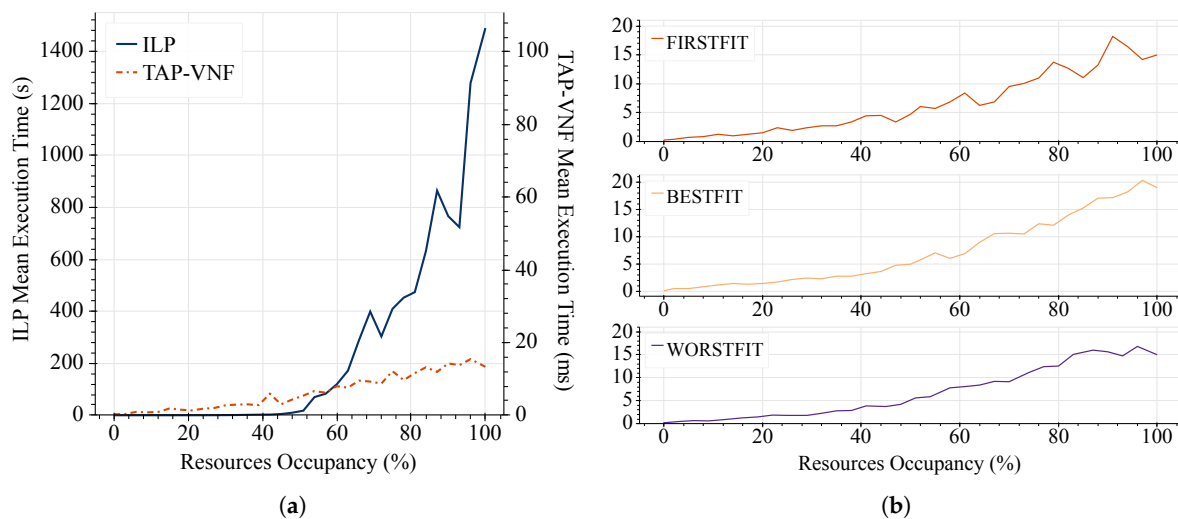 ILP
TAP-VNF
ILP Mean Execution Time (s)
1400
1200
1000
800
600
400
200
0
100
80
60
40
20
0
TAP-VNF Mean Execution Time (ms)
0 20 40 60 80 100
Resources Occupancy (%)
(a)
FIRSTFIT
20
15
10
5
0
0 20 40 60 80 100
BESTFIT
20
15
10
5
0
0 20 40 60 80 100
WORSTFIT
20
15
10
5
0
0 20 40 60 80 100
Resources Occupancy (%)
(b)